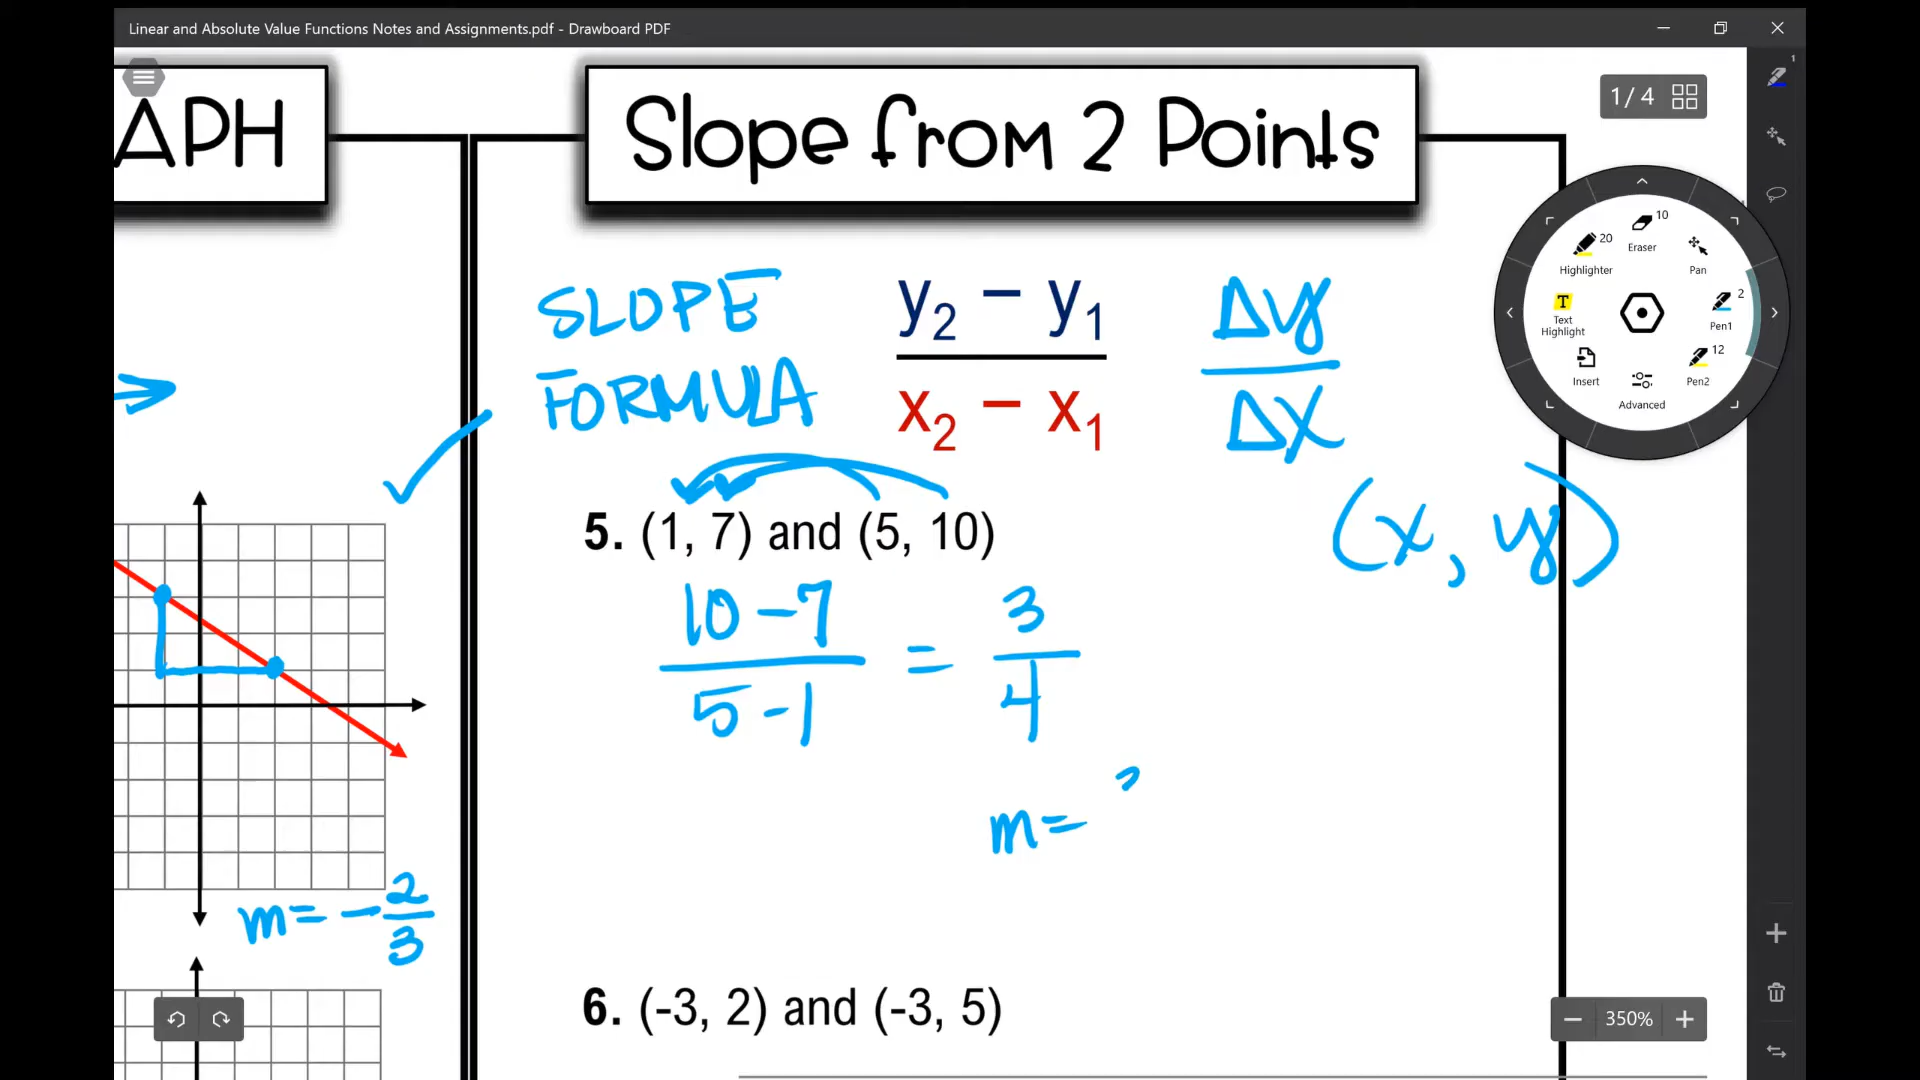 Linear and Absolute Value Functions Notes and Assignments.pdf - Drawboard PDF
APH
Slope from 2 Points
1 / 4
1
10
Eraser
20
Highlighter
Pan
T
Text
Highlight
2
Pen1
Insert
12
Pen2
Advanced
SLOPE
FORMULA
y2 − y1
x2 − x1
Δy
Δx
(x, y)
5. (1, 7) and (5, 10)
10 − 7
5 - 1
=
3
4
m=
m= -2/3
6. (-3, 2) and (-3, 5)
350%